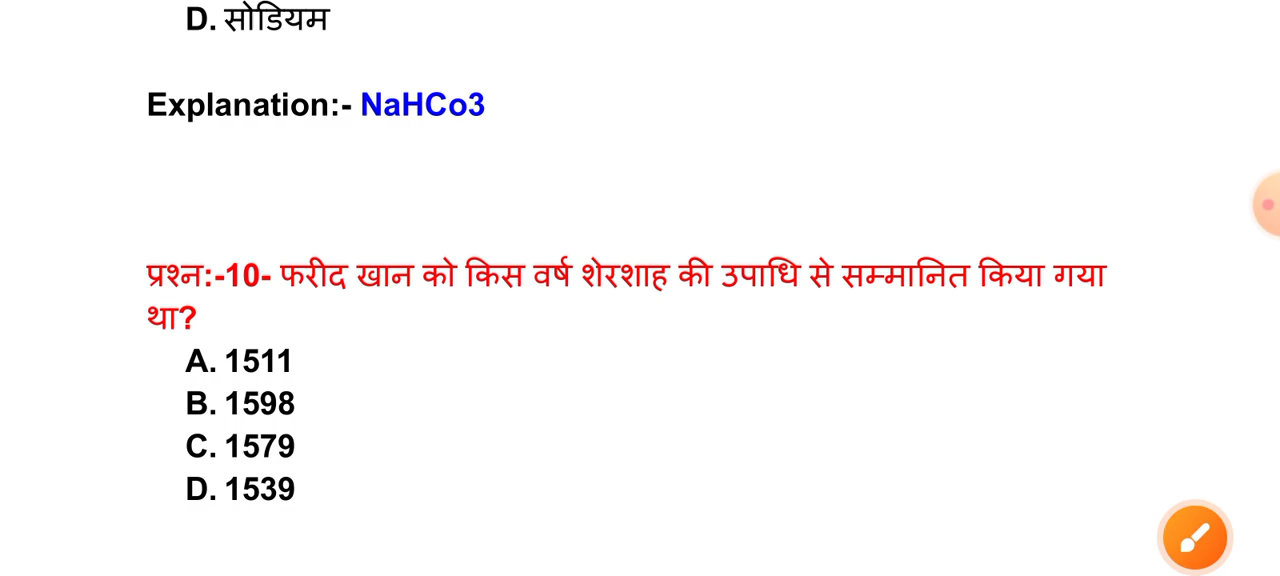 D. सोडियम
Explanation:- NaHCo3
प्रश्न:-10- फरीद खान को किस वर्ष शेरशाह की उपाधि से सम्मानित किया गया
था?
A. 1511
B. 1598
C. 1579
D. 1539